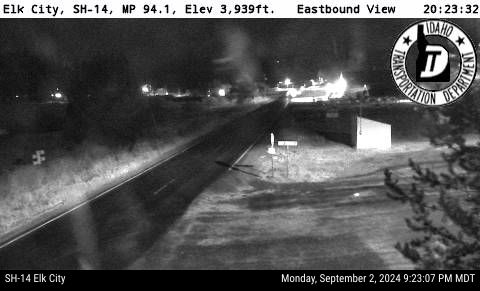 Elk City, SH-14, MP 94.1, Elev 3,939ft. Eastbound View 20:23:32
IDAHO
TRANSPORTATION DEPARTMENT
SH-14 Elk City Monday, September 2, 2024 9:23:07 PM MDT